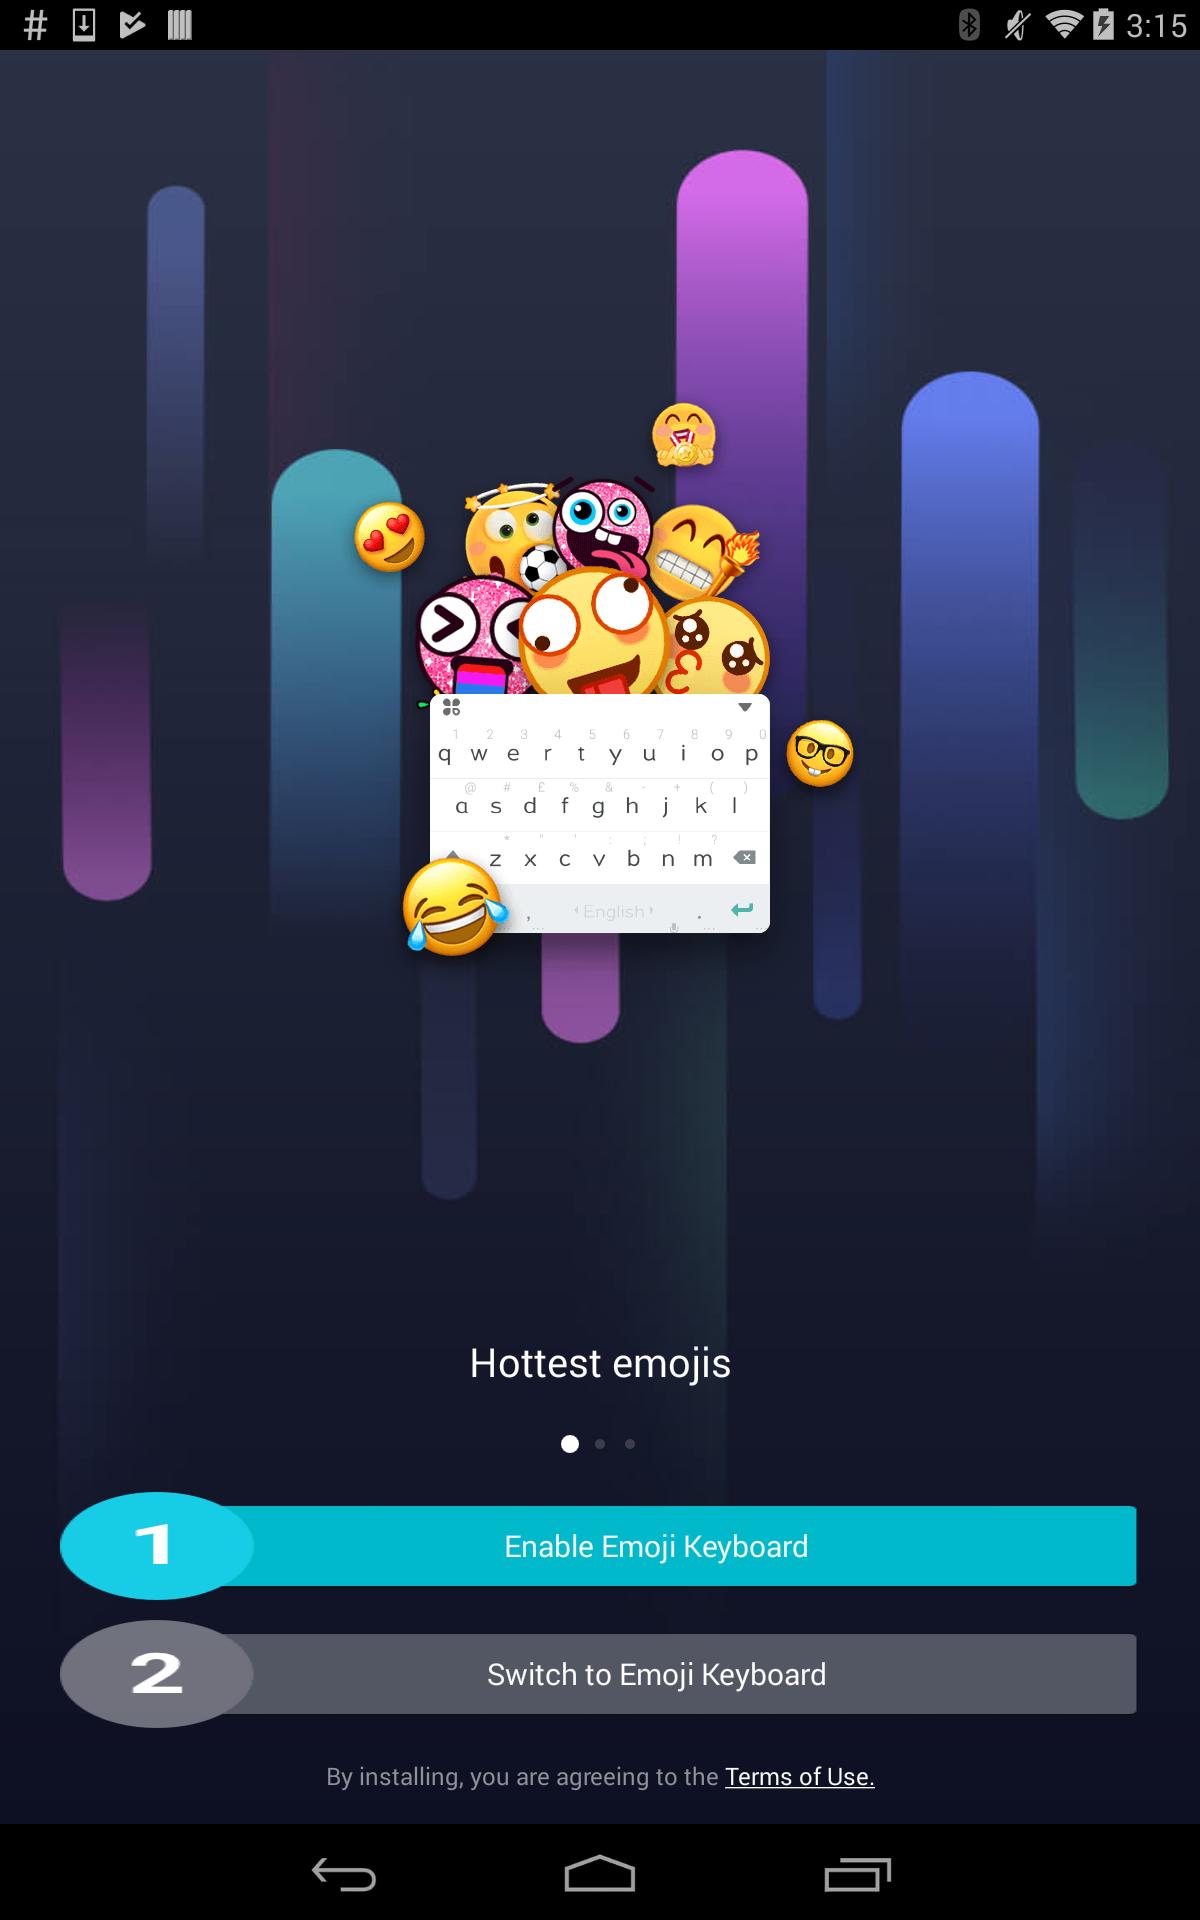 3:15
1 2 3 4 5 6 7 8 9 0
q w e r t y u i o p
@ # £ % & - + ( )
a s d f g h j k l
* " ' : ; ! ?
z x c v b n m
, English .
Hottest emojis
1 Enable Emoji Keyboard
2 Switch to Emoji Keyboard
By installing, you are agreeing to the Terms of Use.